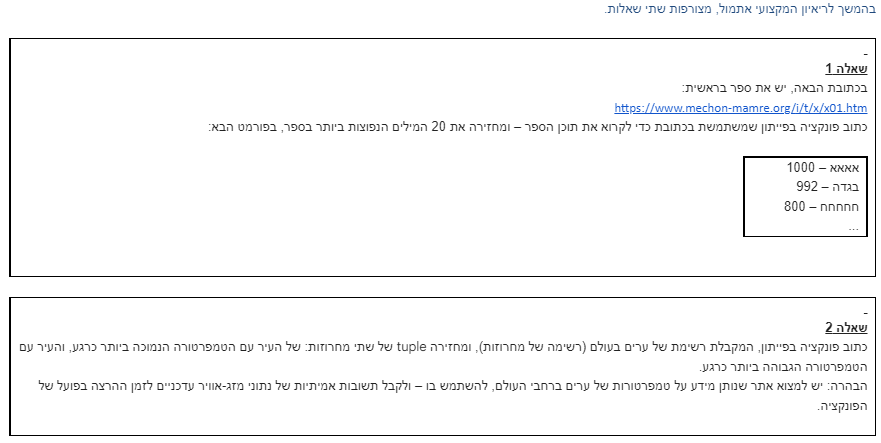 בהמשך לריאיון המקצועי אתמול, מצורפות שתי שאלות.
-
שאלה 1
בכתובת הבאה, יש את ספר בראשית:
https://www.mechon-mamre.org/i/t/x/x01.htm
כתוב פונקציה בפייתון שמשתמשת בכתובת כדי לקרוא את תוכן הספר – ומחזירה את 20 המילים הנפוצות ביותר בספר, בפורמט הבא:
אאאא – 1000
בגדה – 992
חחחחח – 800
...
-
שאלה 2
כתוב פונקציה בפייתון, המקבלת רשימת של ערים בעולם (רשימה של מחרוזות), ומחזירה tuple של שתי מחרוזות: של העיר עם הטמפרטורה הנמוכה ביותר כרגע, והעיר עם
הטמפרטורה הגבוהה ביותר כרגע.
הבהרה: יש למצוא אתר שנותן מידע על טמפרטורות של ערים ברחבי העולם, להשתמש בו – ולקבל תשובות אמיתיות של נתוני מזג-אוויר עדכניים לזמן ההרצה בפועל של
הפונקציה.